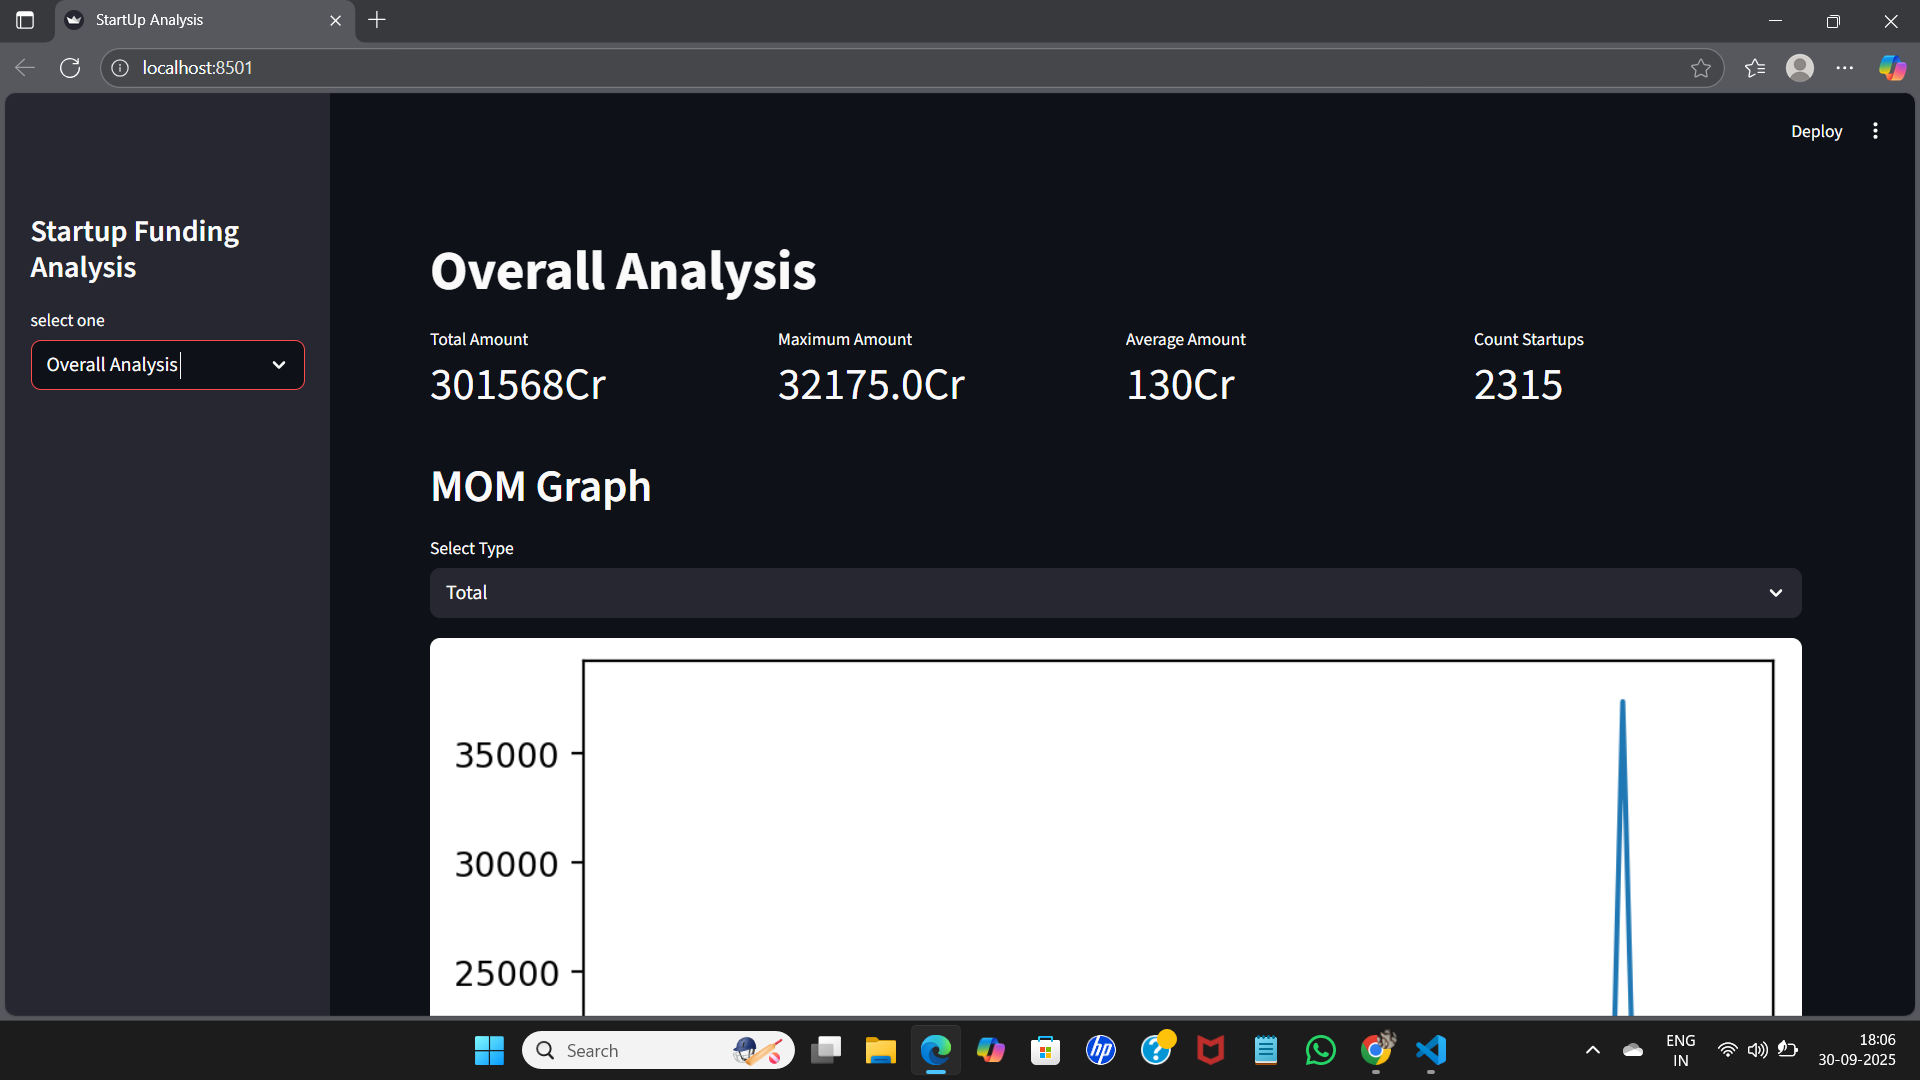 StartUp Analysis
localhost:8501
Deploy
Startup Funding
Analysis
select one
Overall Analysis
Overall Analysis
Total Amount
301568Cr
Maximum Amount
32175.0Cr
Average Amount
130Cr
Count Startups
2315
MOM Graph
Select Type
Total
35000
30000
25000
Search
hp
ENG
IN
18:06
30-09-2025